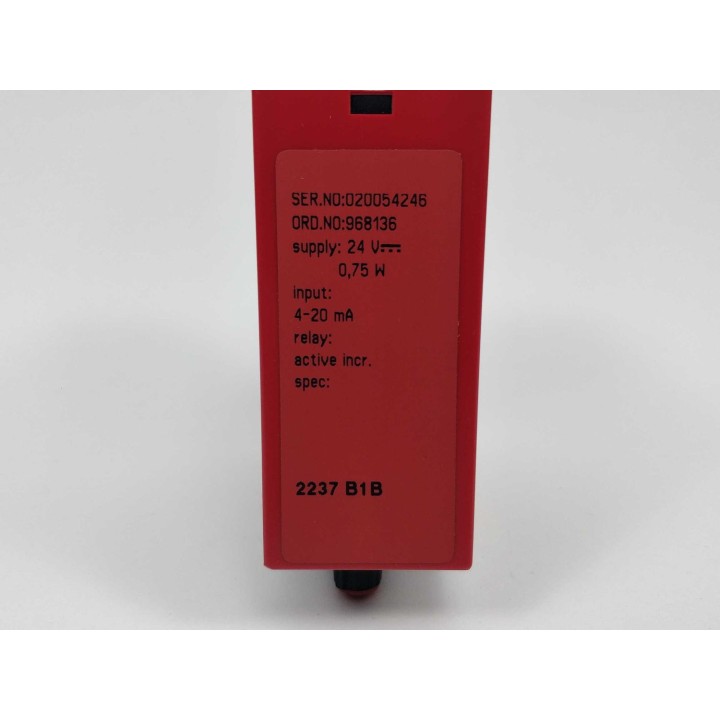 SER.NO:020054246
ORD.NO:968136
supply: 24 V⎓
0,75 W
input:
4-20 mA
relay:
active incr.
spec:
2237 B1B